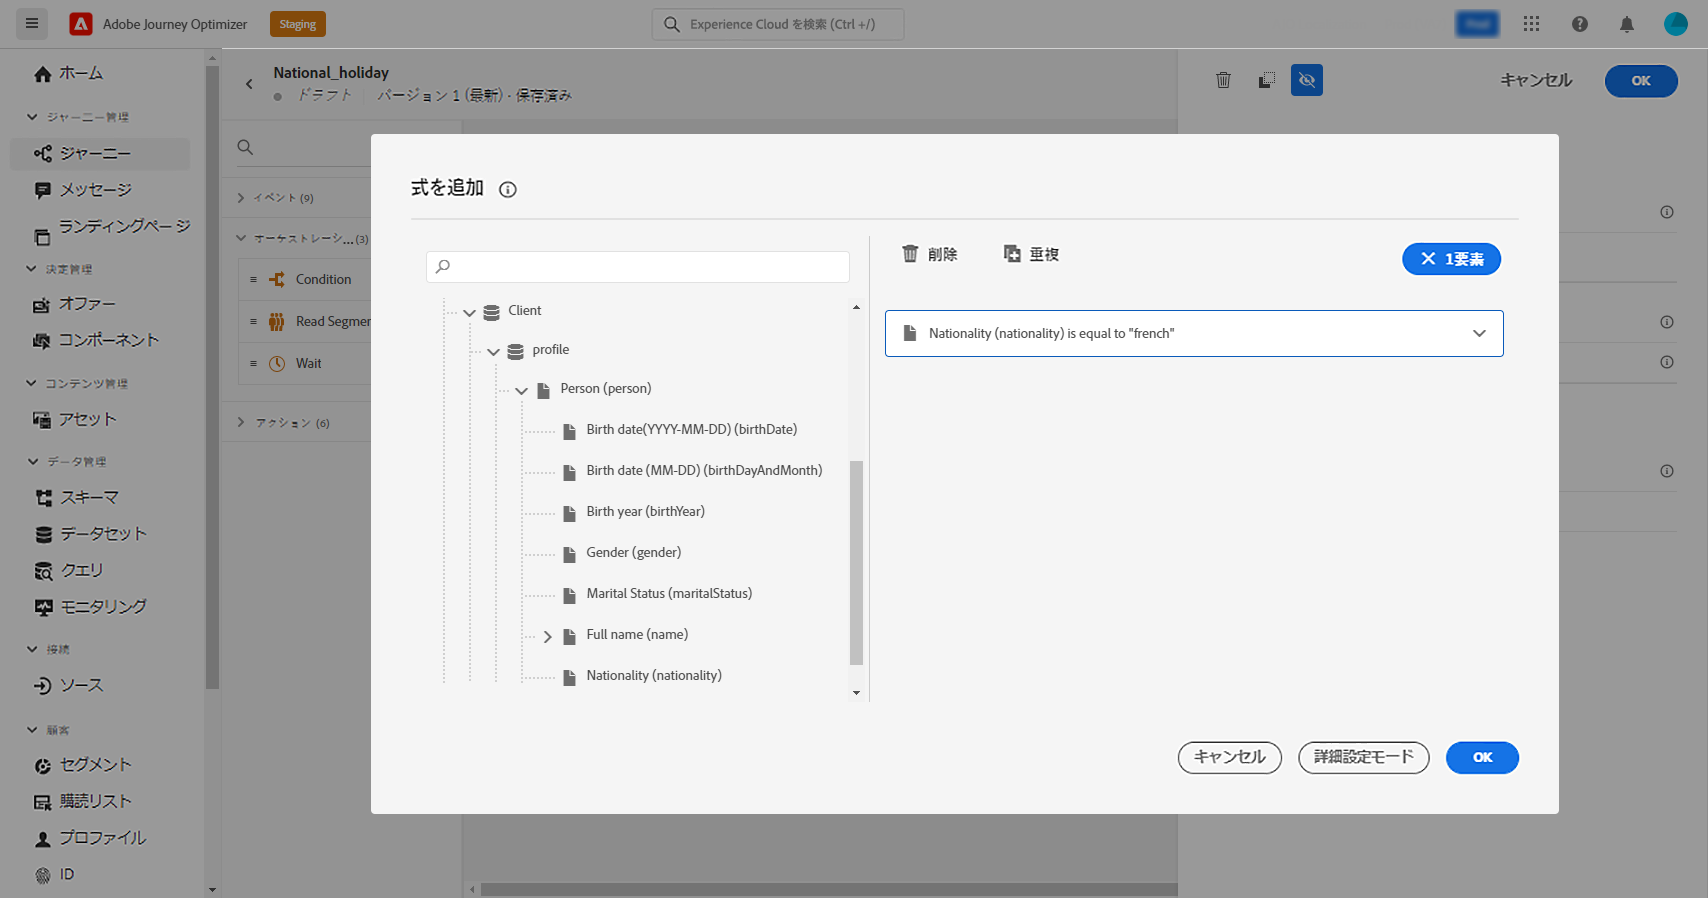 Adobe Journey Optimizer
Staging
Experience Cloud を検索 (Ctrl +/)
ホーム
ジャーニー管理
ジャーニー
メッセージ
ランディングページ
決定管理
オファー
コンポーネント
コンテンツ管理
アセット
データ管理
スキーマ
データセット
クエリ
モニタリング
接続
ソース
顧客
セグメント
購読リスト
プロファイル
ID
National_holiday
ドラフト
バージョン 1 (最新) · 保存済み
イベント (9)
オーケストレーシ... (3)
Condition
Read Segmen
Wait
アクション (6)
キャンセル
OK
式を追加
Client
profile
Person (person)
Birth date(YYYY-MM-DD) (birthDate)
Birth date (MM-DD) (birthDayAndMonth)
Birth year (birthYear)
Gender (gender)
Marital Status (maritalStatus)
Full name (name)
Nationality (nationality)
削除
重複
1要素
Nationality (nationality) is equal to "french"
キャンセル
詳細設定モード
OK